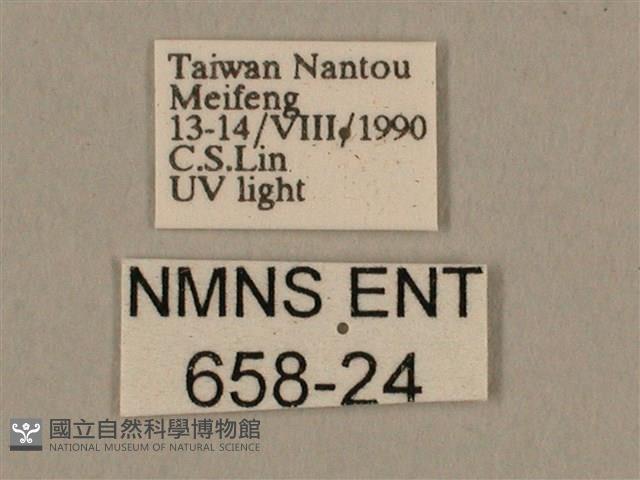 Taiwan Nantou
Meifeng
13-14/VIII/1990
C.S.Lin
UV light
NMNS ENT
658-24
國立自然科學博物館
NATIONAL MUSEUM OF NATURAL SCIENCE